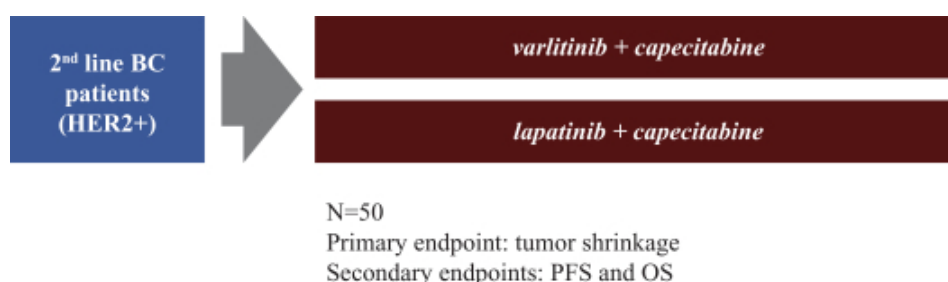 2nd line BC
patients
(HER2+)
varlitinib + capecitabine
lapatinib + capecitabine
N=50
Primary endpoint: tumor shrinkage
Secondary endpoints: PFS and OS